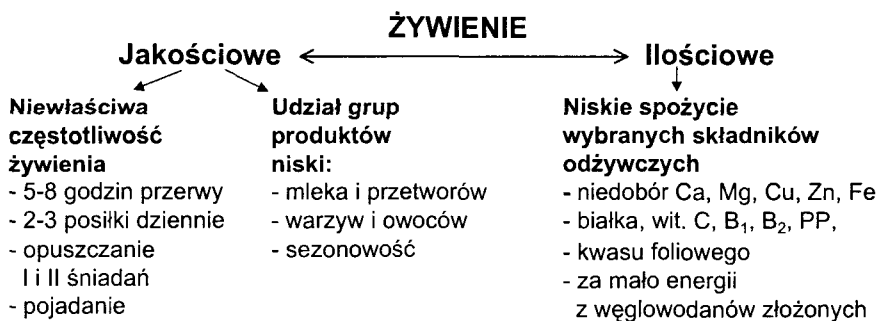 ŻYWIENIE
Jakościowe
Ilościowe
Niewłaściwa
częstotliwość
żywienia
- 5-8 godzin przerwy
- 2-3 posiłki dziennie
- opuszczanie
I i II śniadań
- pojadanie
Udział grup
produktów
niski:
- mleka i przetworów
- warzyw i owoców
- sezonowość
Niskie spożycie
wybranych składników
odżywczych
- niedobór Ca, Mg, Cu, Zn, Fe
- białka, wit. C, B₁, B₂, PP,
- kwasu foliowego
- za mało energii
z węglowodanów złożonych